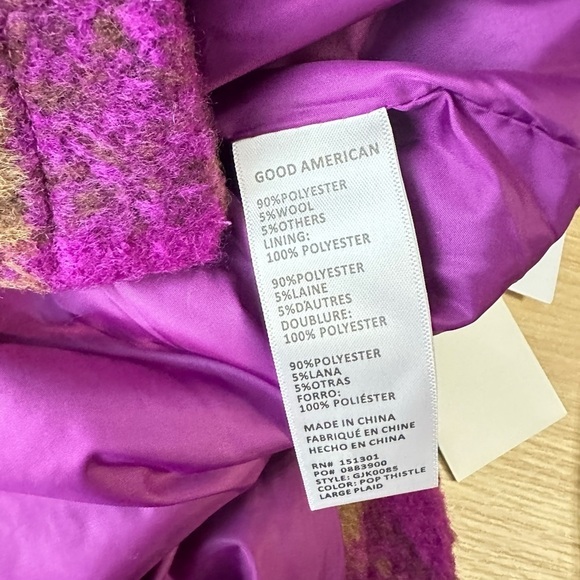 GOOD AMERICAN
90%POLYESTER
5%WOOL
5%OTHERS
LINING:
100% POLYESTER
90%POLYESTER
5%LAINE
5%D'AUTRES
DOUBLURE:
100% POLYESTER
90%POLYESTER
5%LANA
5%OTRAS
FORRO:
100% POLIÉSTER
MADE IN CHINA
FABRIQUÉ EN CHINE
HECHO EN CHINA
RN# 151301
PO# 0883900
STYLE: GJK0085
COLOR: POP THISTLE
LARGE PLAID